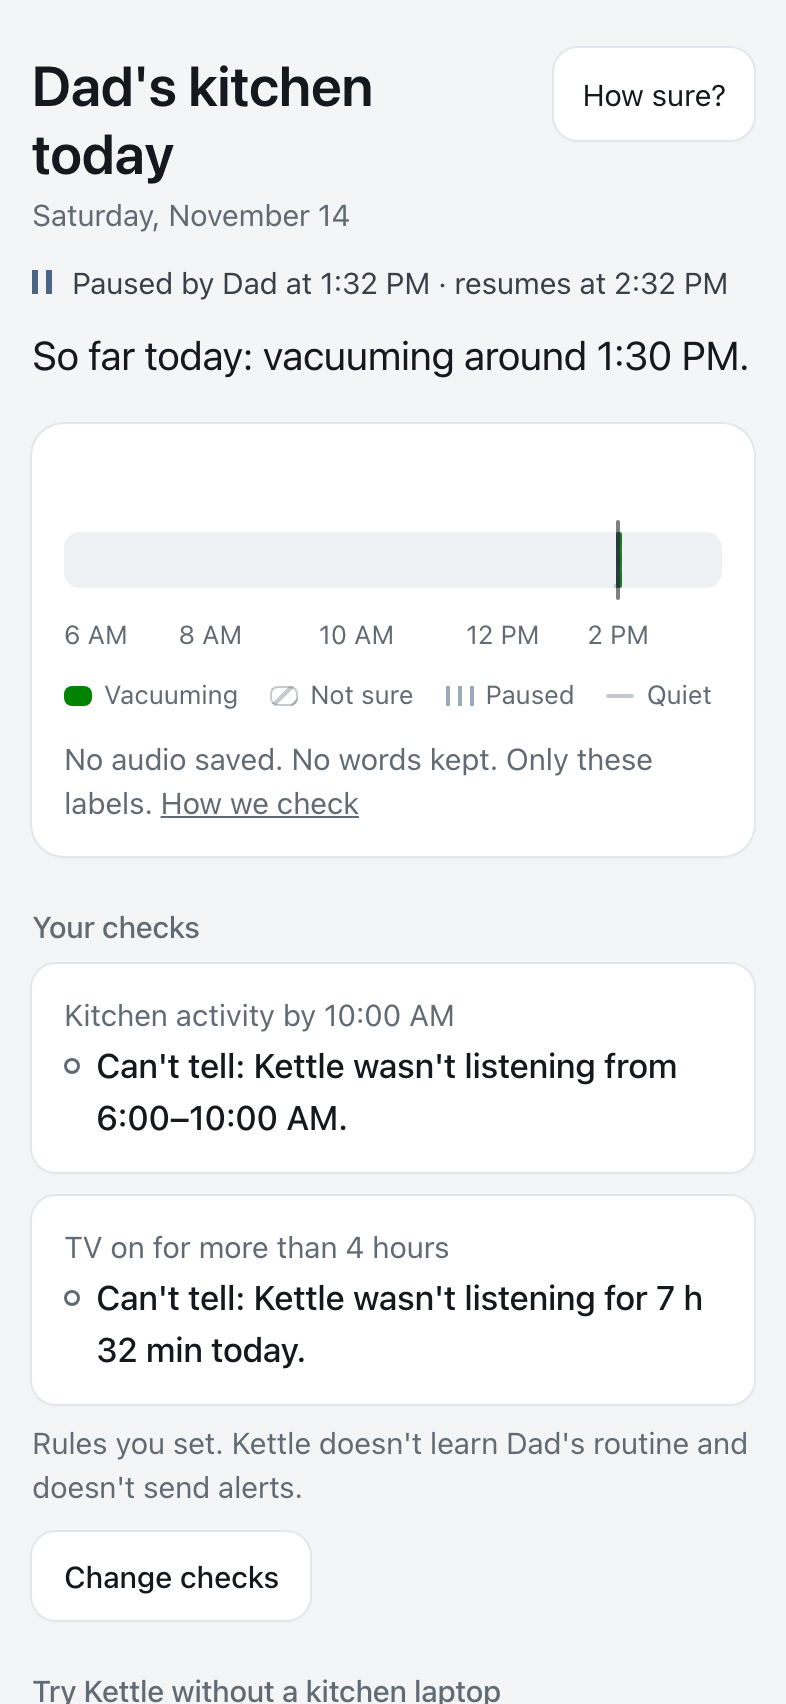 Dad's kitchen
today
How sure?
Saturday, November 14
Paused by Dad at 1:32 PM · resumes at 2:32 PM
So far today: vacuuming around 1:30 PM.
6 AM 8 AM 10 AM 12 PM 2 PM
Vacuuming Not sure Paused Quiet
No audio saved. No words kept. Only these
labels. How we check
Your checks
Kitchen activity by 10:00 AM
Can't tell: Kettle wasn't listening from
6:00–10:00 AM.
TV on for more than 4 hours
Can't tell: Kettle wasn't listening for 7 h
32 min today.
Rules you set. Kettle doesn't learn Dad's routine and
doesn't send alerts.
Change checks
Try Kettle without a kitchen laptop